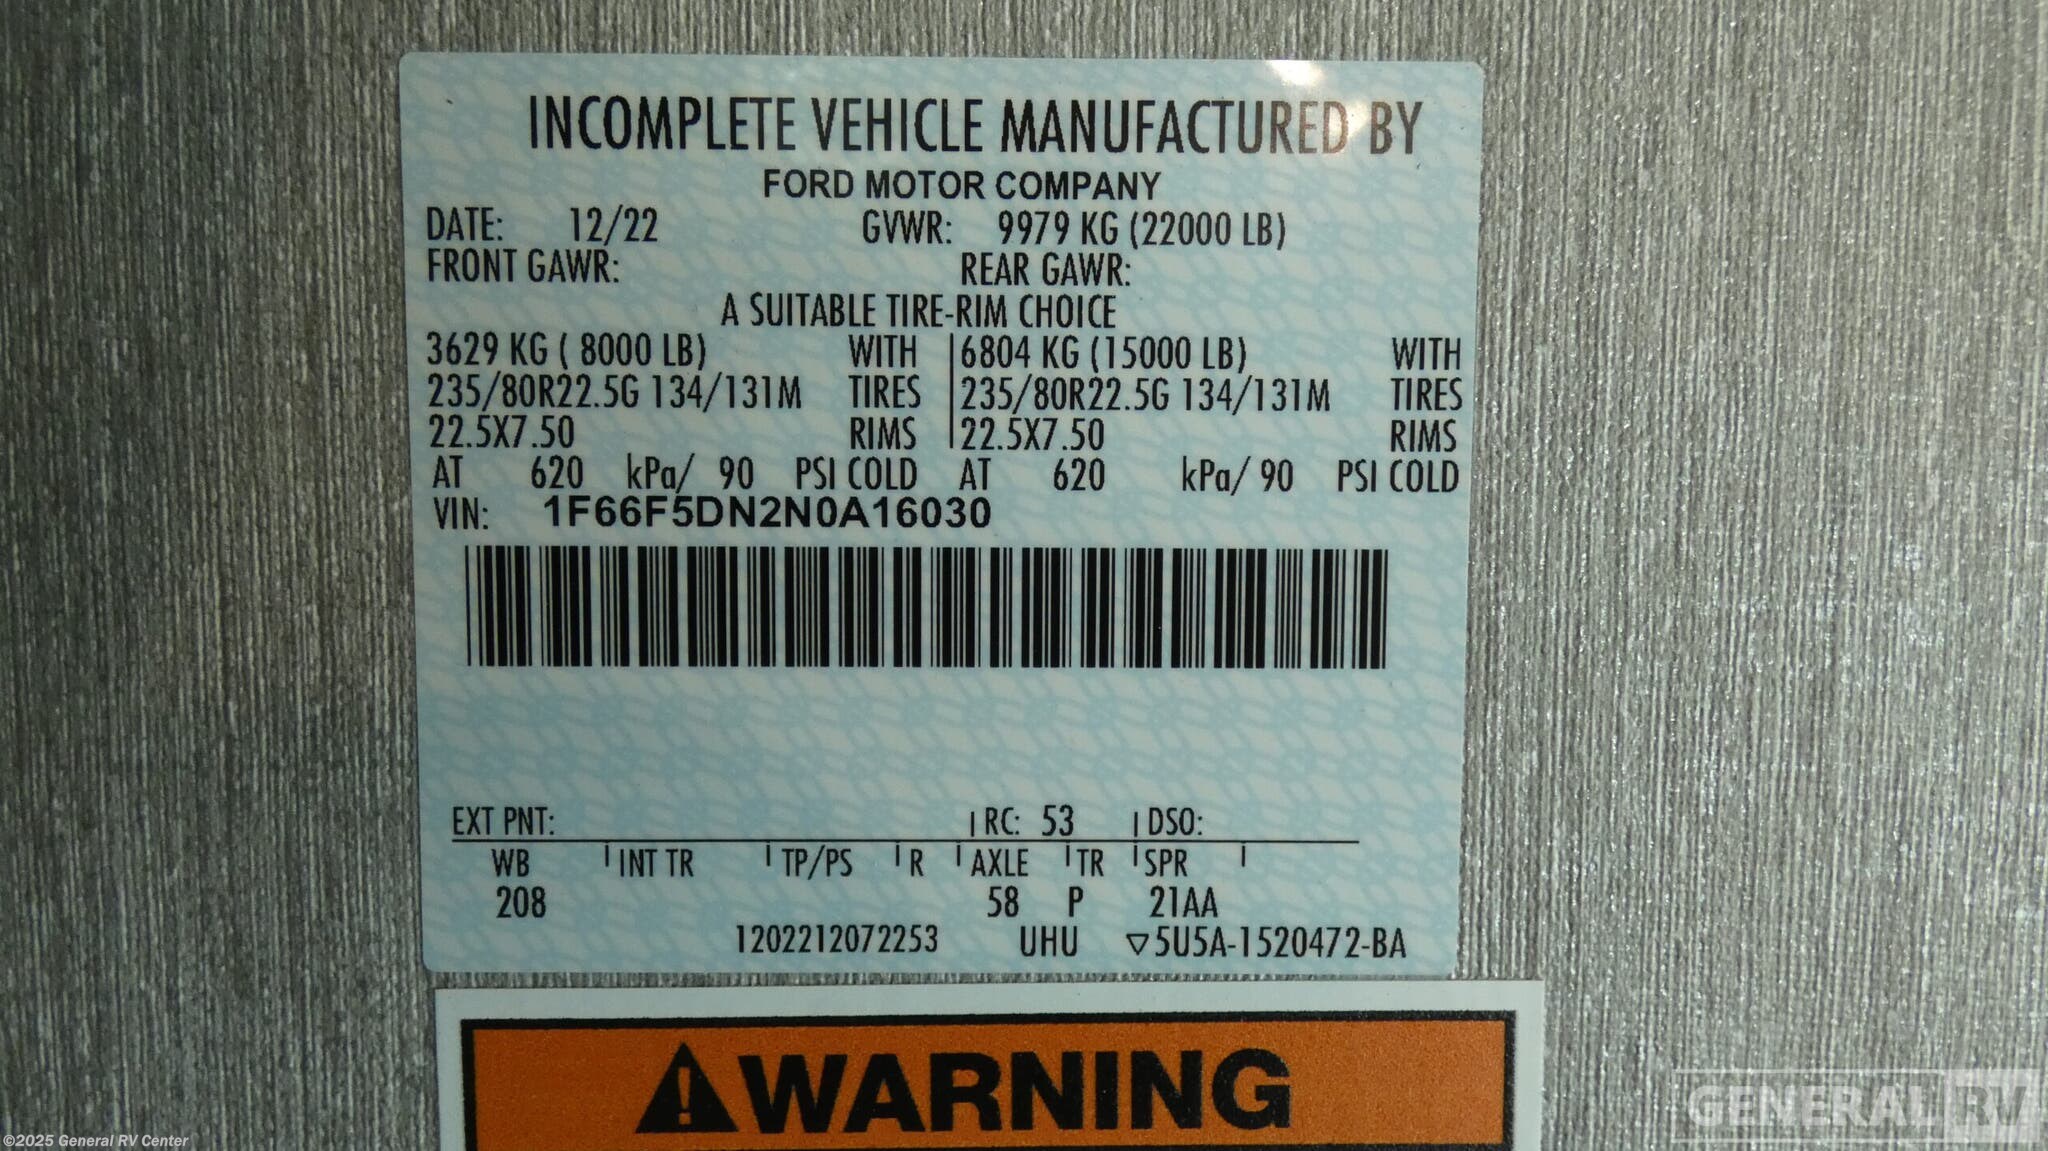 INCOMPLETE VEHICLE MANUFACTURED BY
FORD MOTOR COMPANY
DATE: 12/22 GVWR: 9979 KG (22000 LB)
FRONT GAWR: REAR GAWR:
A SUITABLE TIRE-RIM CHOICE
3629 KG ( 8000 LB) WITH 6804 KG (15000 LB) WITH
235/80R22.5G 134/131M TIRES 235/80R22.5G 134/131M TIRES
22.5X7.50 RIMS 22.5X7.50 RIMS
AT 620 kPa/ 90 PSI COLD AT 620 kPa/ 90 PSI COLD
VIN: 1F66F5DN2N0A16030
EXT PNT: RC: 53 DSO:
WB INT TR TP/PS R AXLE TR SPR
208 58 P 21AA
1202212072253 UHU ▽5U5A-1520472-BA
⚠WARNING
GENERAL RV
©2025 General RV Center